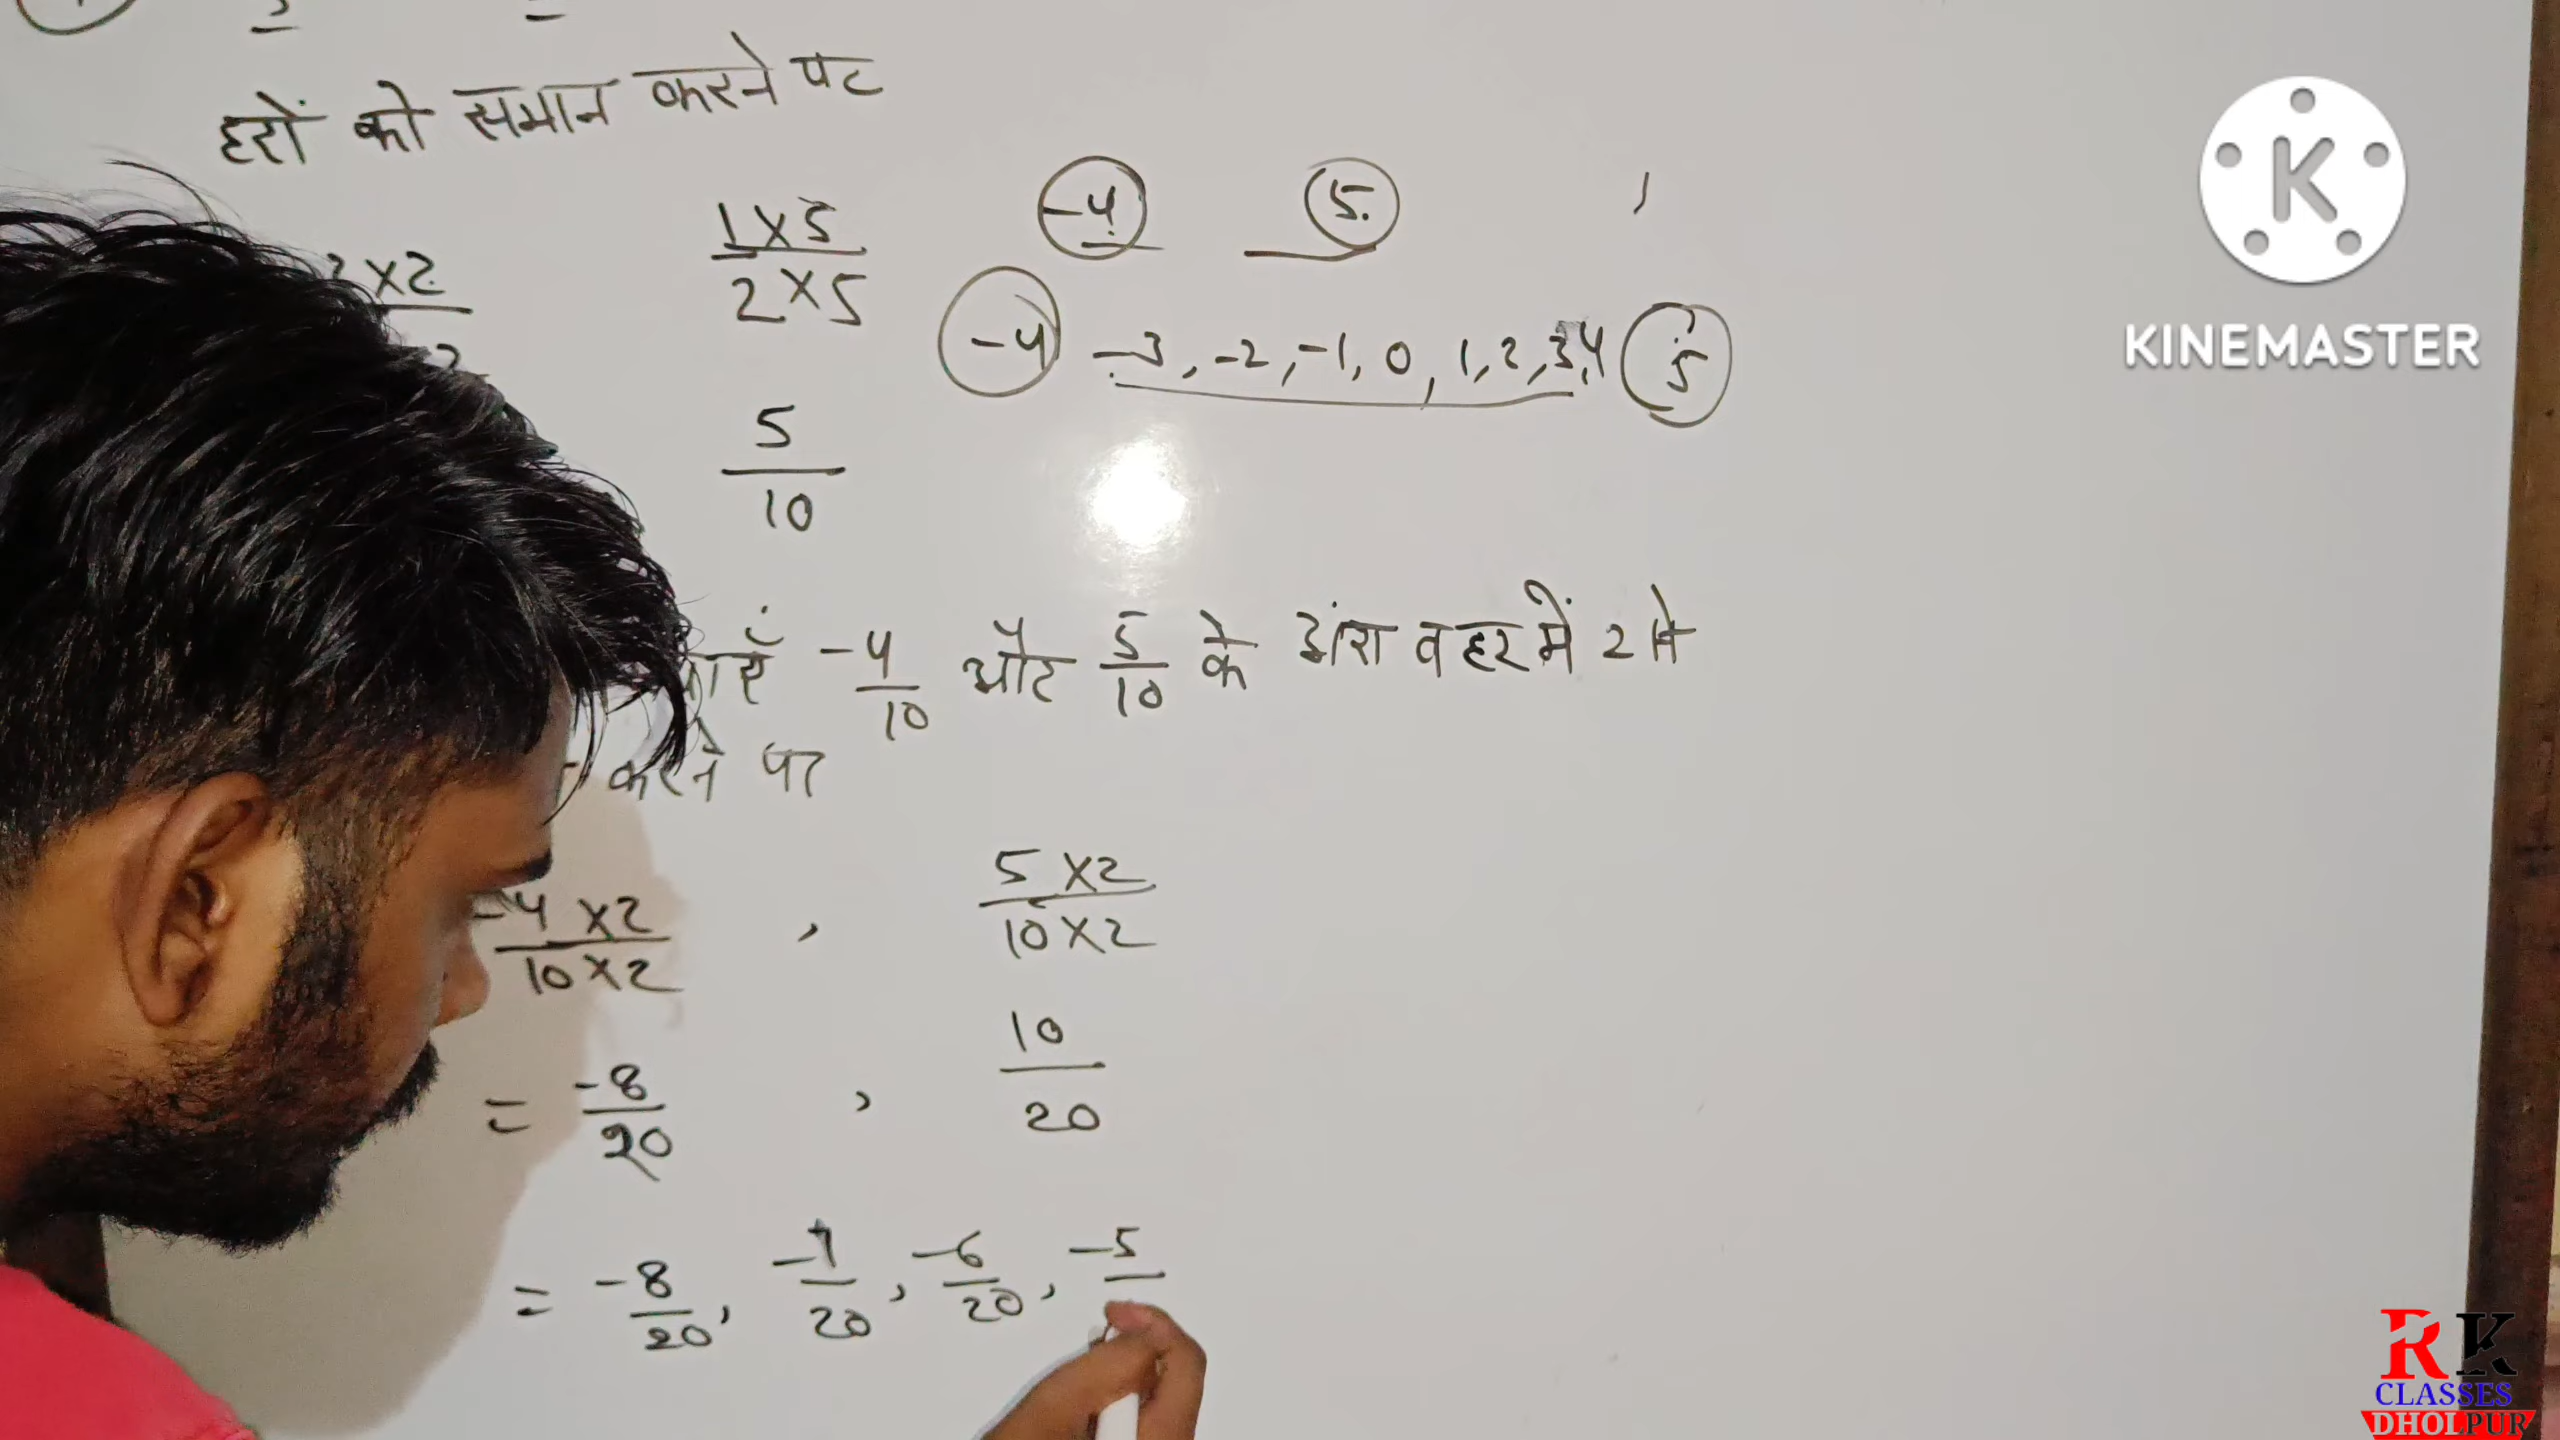 हरों को समान करने पर
-4 5.
1×5
2×5
×2
-4 -3, -2, -1, 0, 1, 2, 3, 4 5
5
10
-4/10 और 5/10 के अंश व हर में 2 से
करने पर
-4×2/10×2 , 5×2/10×2
= -8/20 , 10/20
= -8/20, -7/20, -6/20, -5
KINEMASTER
RK
CLASSES
DHOLPUR